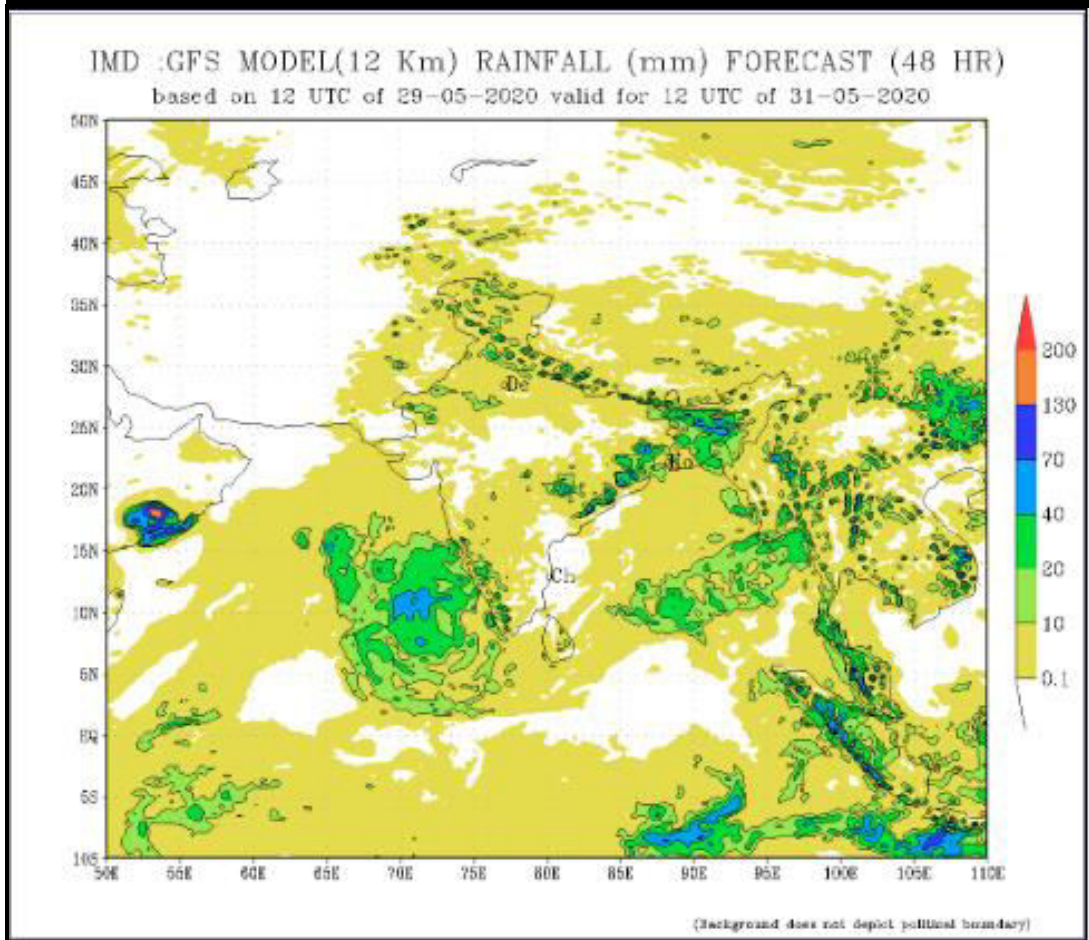 IMD :GFS MODEL(12 Km) RAINFALL (mm) FORECAST (48 HR)
based on 12 UTC of 29-05-2020 valid for 12 UTC of 31-05-2020
50N
45N
40N
35N
30N
25N
20N
15N
10N
5N
EQ
5S
10S
50E 55E 60E 65E 70E 75E 80E 85E 90E 95E 100E 105E 110E
De
Ko
Ch
200
130
70
40
20
10
0.1
(Background does not depict political boundary)